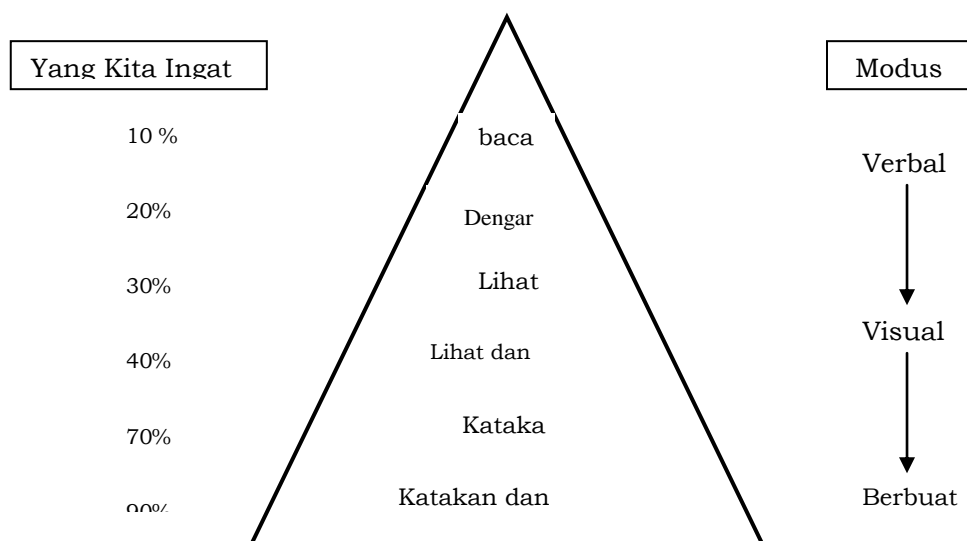 Yang Kita Ingat
Modus
10 %
baca
Verbal
20%
Dengar
30%
Lihat
Visual
40%
Lihat dan
70%
Kataka
90%
Katakan dan
Berbuat